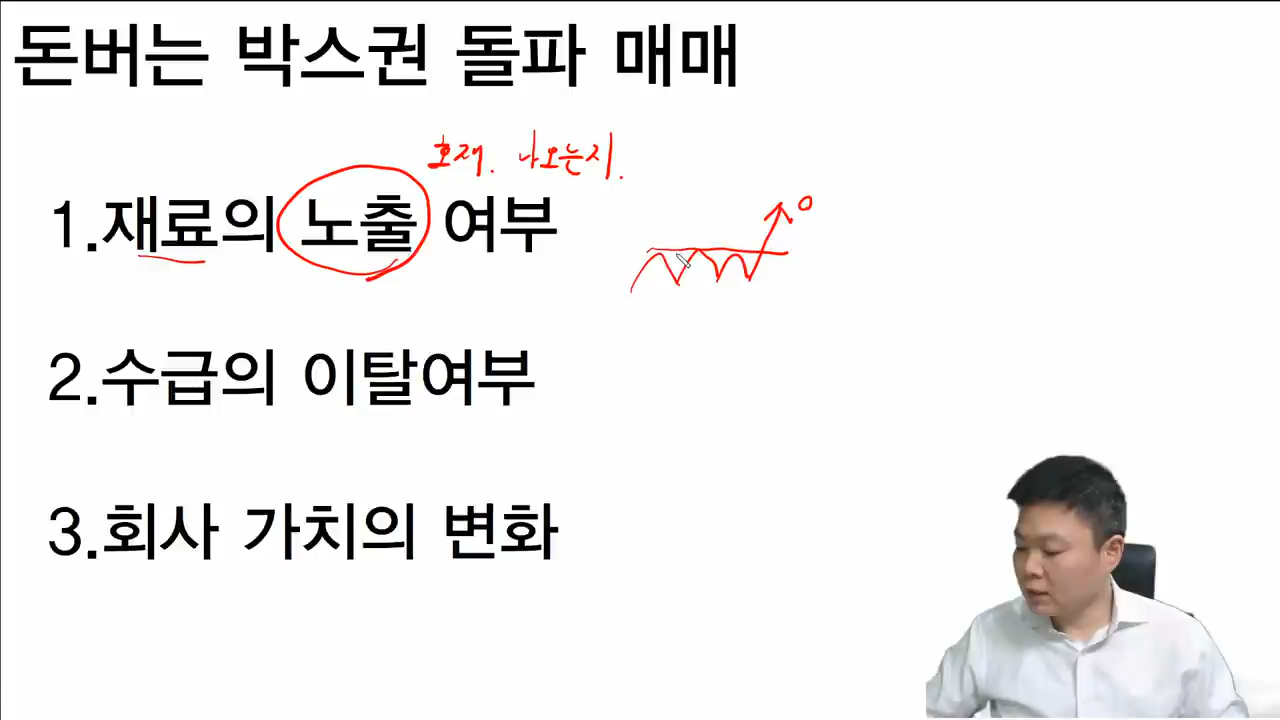 돈버는 박스권 돌파 매매
호재. 나오는지.
1.재료의 노출 여부
2.수급의 이탈여부
3.회사 가치의 변화